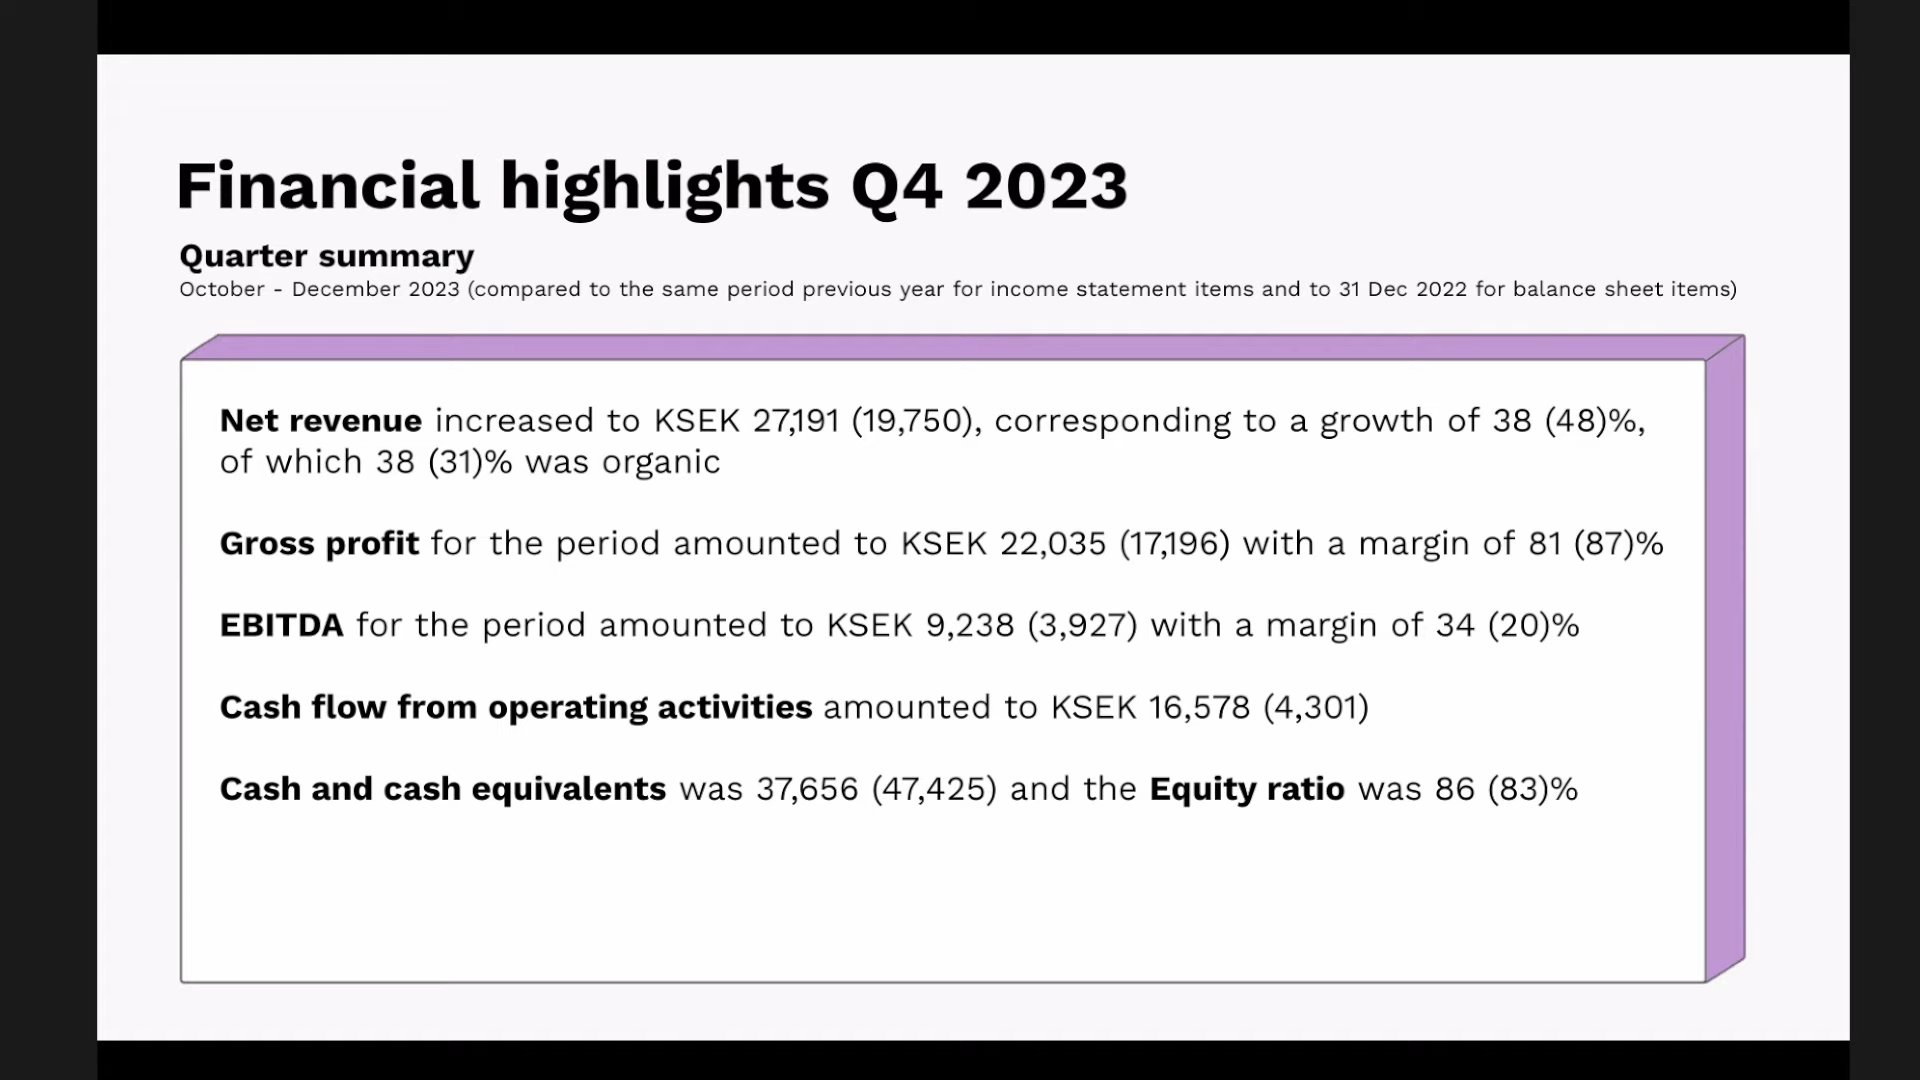 Financial highlights Q4 2023
Quarter summary
October - December 2023 (compared to the same period previous year for income statement items and to 31 Dec 2022 for balance sheet items)
Net revenue increased to KSEK 27,191 (19,750), corresponding to a growth of 38 (48)%,
of which 38 (31)% was organic
Gross profit for the period amounted to KSEK 22,035 (17,196) with a margin of 81 (87)%
EBITDA for the period amounted to KSEK 9,238 (3,927) with a margin of 34 (20)%
Cash flow from operating activities amounted to KSEK 16,578 (4,301)
Cash and cash equivalents was 37,656 (47,425) and the Equity ratio was 86 (83)%